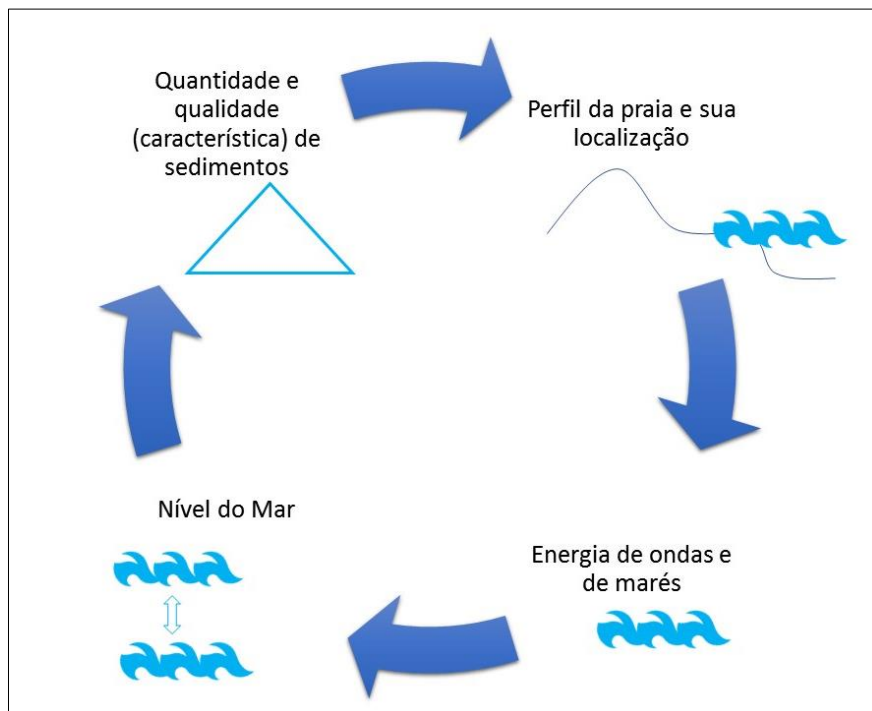 Quantidade e
qualidade
(característica) de
sedimentos
Perfil da praia e sua
localização
Energia de ondas e
de marés
Nível do Mar